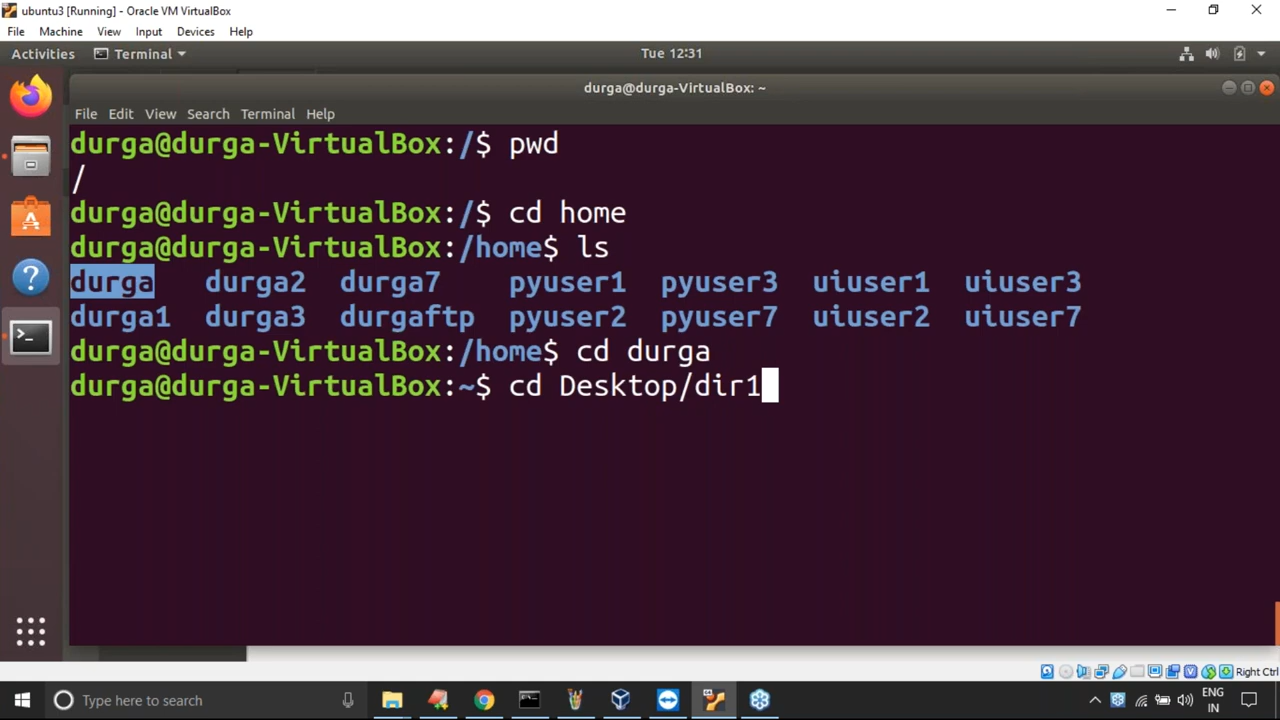 ubuntu3 [Running] - Oracle VM VirtualBox
File Machine View Input Devices Help
Activities Terminal Tue 12:31
durga@durga-VirtualBox: ~
File Edit View Search Terminal Help
durga@durga-VirtualBox:/$ pwd
/
durga@durga-VirtualBox:/$ cd home
durga@durga-VirtualBox:/home$ ls
durga durga2 durga7 pyuser1 pyuser3 uiuser1 uiuser3
durga1 durga3 durgaftp pyuser2 pyuser7 uiuser2 uiuser7
durga@durga-VirtualBox:/home$ cd durga
durga@durga-VirtualBox:~$ cd Desktop/dir1
Right Ctrl
Type here to search
ENG
IN
1:01 PM